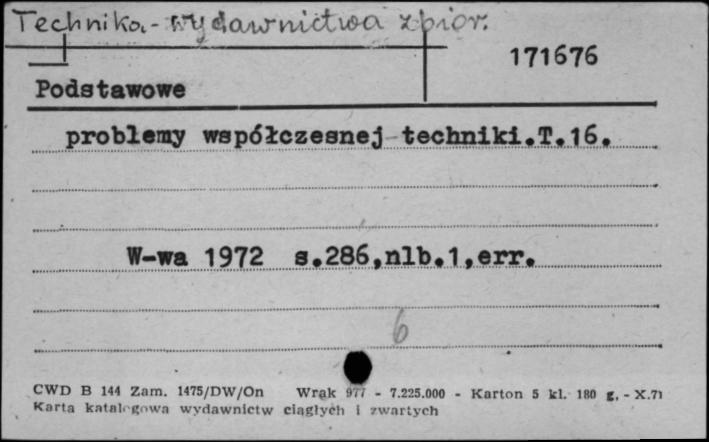 Technika - wydawnictwa zbior.
171676
Podstawowe
problemy współczesnej techniki.T.16.
W-wa 1972 s.286,nlb.1,err.
6
CWD B 144 Zam. 1475/DW/On Wrąk 977 - 7.225.000 - Karton 5 kl. 180 g. - X.71
Karta katalogowa wydawnictw ciągłych i zwartych